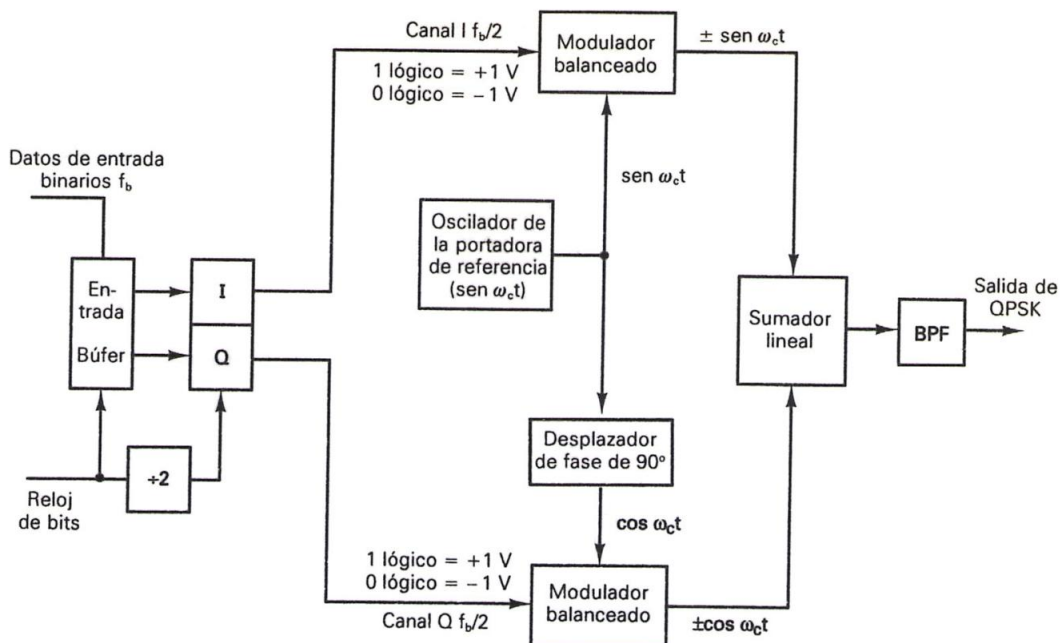 Canal I f_b/2
1 lógico = +1 V
0 lógico = −1 V
Modulador
balanceado
± sen ω_ct
Datos de entrada
binarios f_b
sen ω_ct
Oscilador de
la portadora
de referencia
(sen ω_ct)
En-
trada
Búfer
I
Q
Sumador
lineal
BPF
Salida de
QPSK
÷2
Reloj
de bits
Desplazador
de fase de 90°
cos ω_ct
1 lógico = +1 V
0 lógico = −1 V
Canal Q f_b/2
Modulador
balanceado
±cos ω_ct